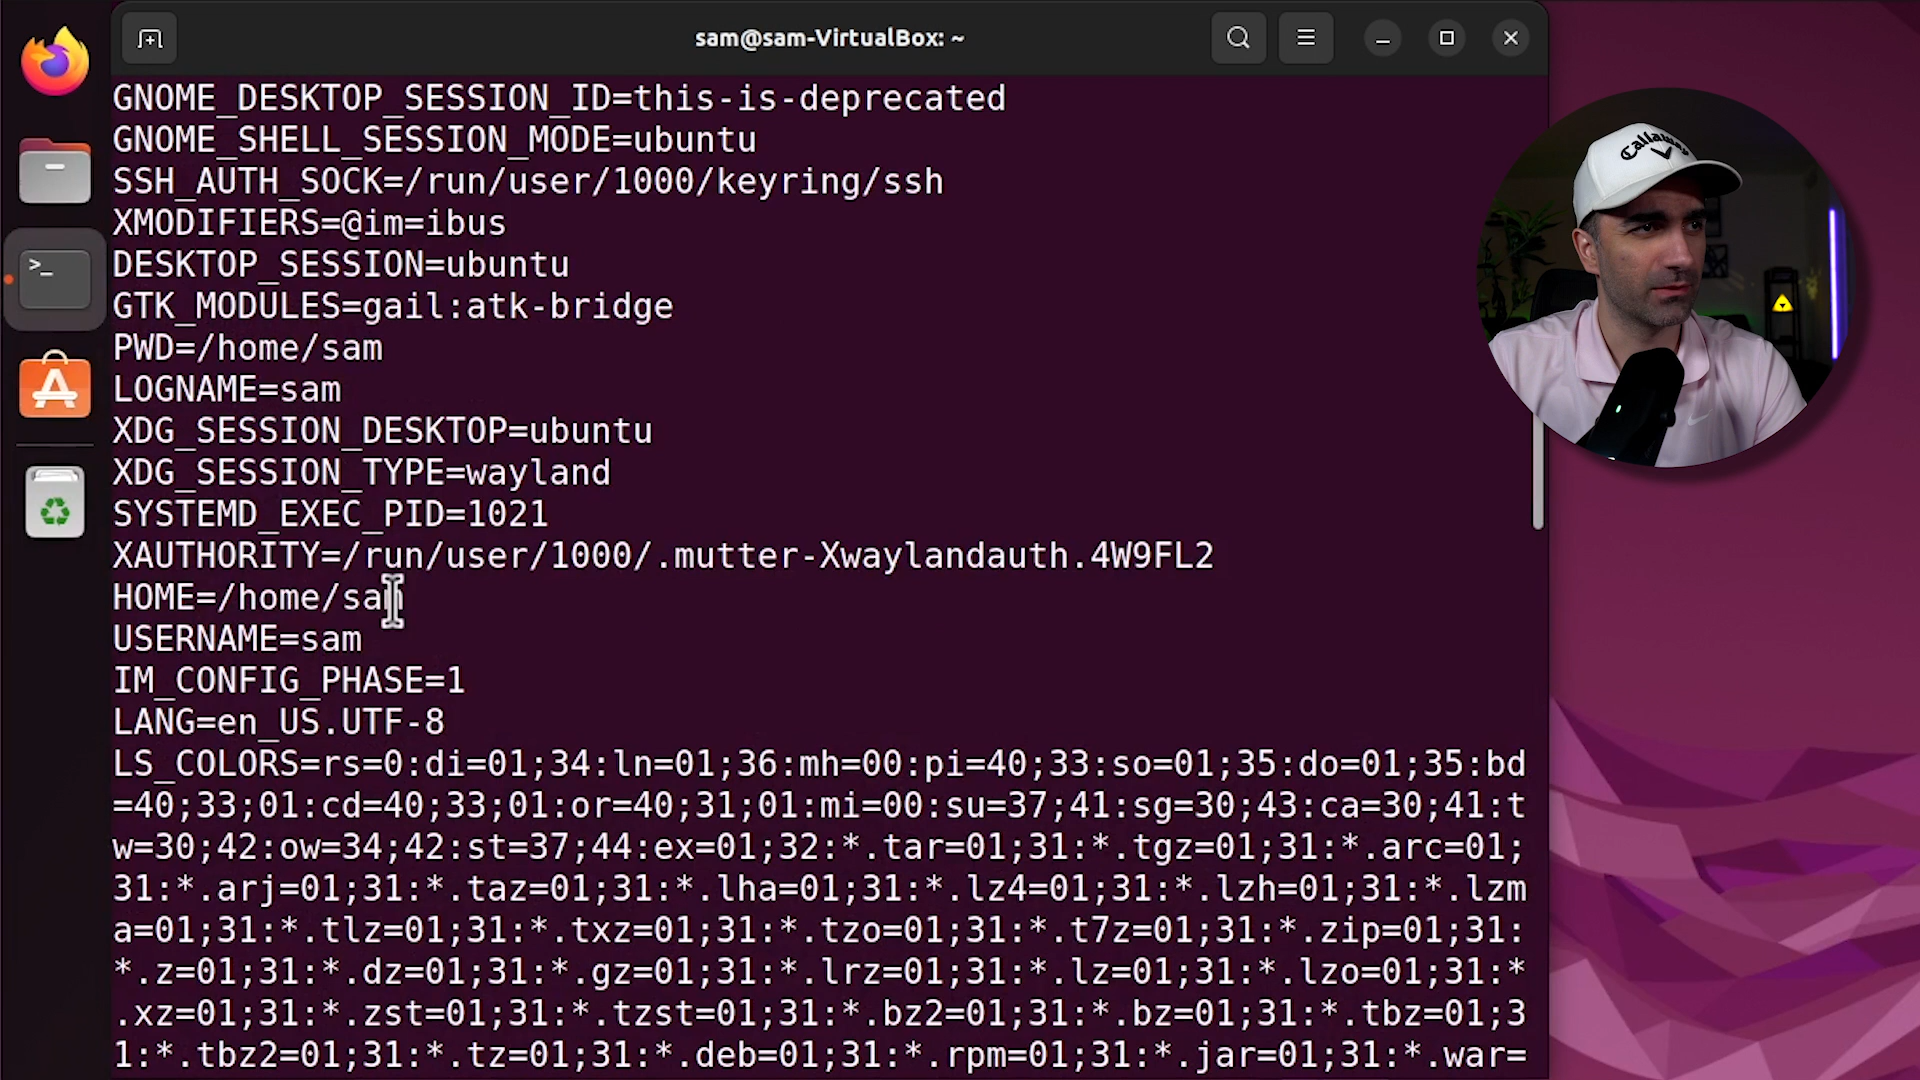 sam@sam-VirtualBox: ~
GNOME_DESKTOP_SESSION_ID=this-is-deprecated
GNOME_SHELL_SESSION_MODE=ubuntu
SSH_AUTH_SOCK=/run/user/1000/keyring/ssh
XMODIFIERS=@im=ibus
DESKTOP_SESSION=ubuntu
GTK_MODULES=gail:atk-bridge
PWD=/home/sam
LOGNAME=sam
XDG_SESSION_DESKTOP=ubuntu
XDG_SESSION_TYPE=wayland
SYSTEMD_EXEC_PID=1021
XAUTHORITY=/run/user/1000/.mutter-Xwaylandauth.4W9FL2
HOME=/home/sam
USERNAME=sam
IM_CONFIG_PHASE=1
LANG=en_US.UTF-8
LS_COLORS=rs=0:di=01;34:ln=01;36:mh=00:pi=40;33:so=01;35:do=01;35:bd
=40;33;01:cd=40;33;01:or=40;31;01:mi=00:su=37;41:sg=30;43:ca=30;41:t
w=30;42:ow=34;42:st=37;44:ex=01;32:*.tar=01;31:*.tgz=01;31:*.arc=01;
31:*.arj=01;31:*.taz=01;31:*.lha=01;31:*.lz4=01;31:*.lzh=01;31:*.lzm
a=01;31:*.tlz=01;31:*.txz=01;31:*.tzo=01;31:*.t7z=01;31:*.zip=01;31:
*.z=01;31:*.dz=01;31:*.gz=01;31:*.lrz=01;31:*.lz=01;31:*.lzo=01;31:*
.xz=01;31:*.zst=01;31:*.tzst=01;31:*.bz2=01;31:*.bz=01;31:*.tbz=01;3
1:*.tbz2=01;31:*.tz=01;31:*.deb=01;31:*.rpm=01;31:*.jar=01;31:*.war=
Callaway